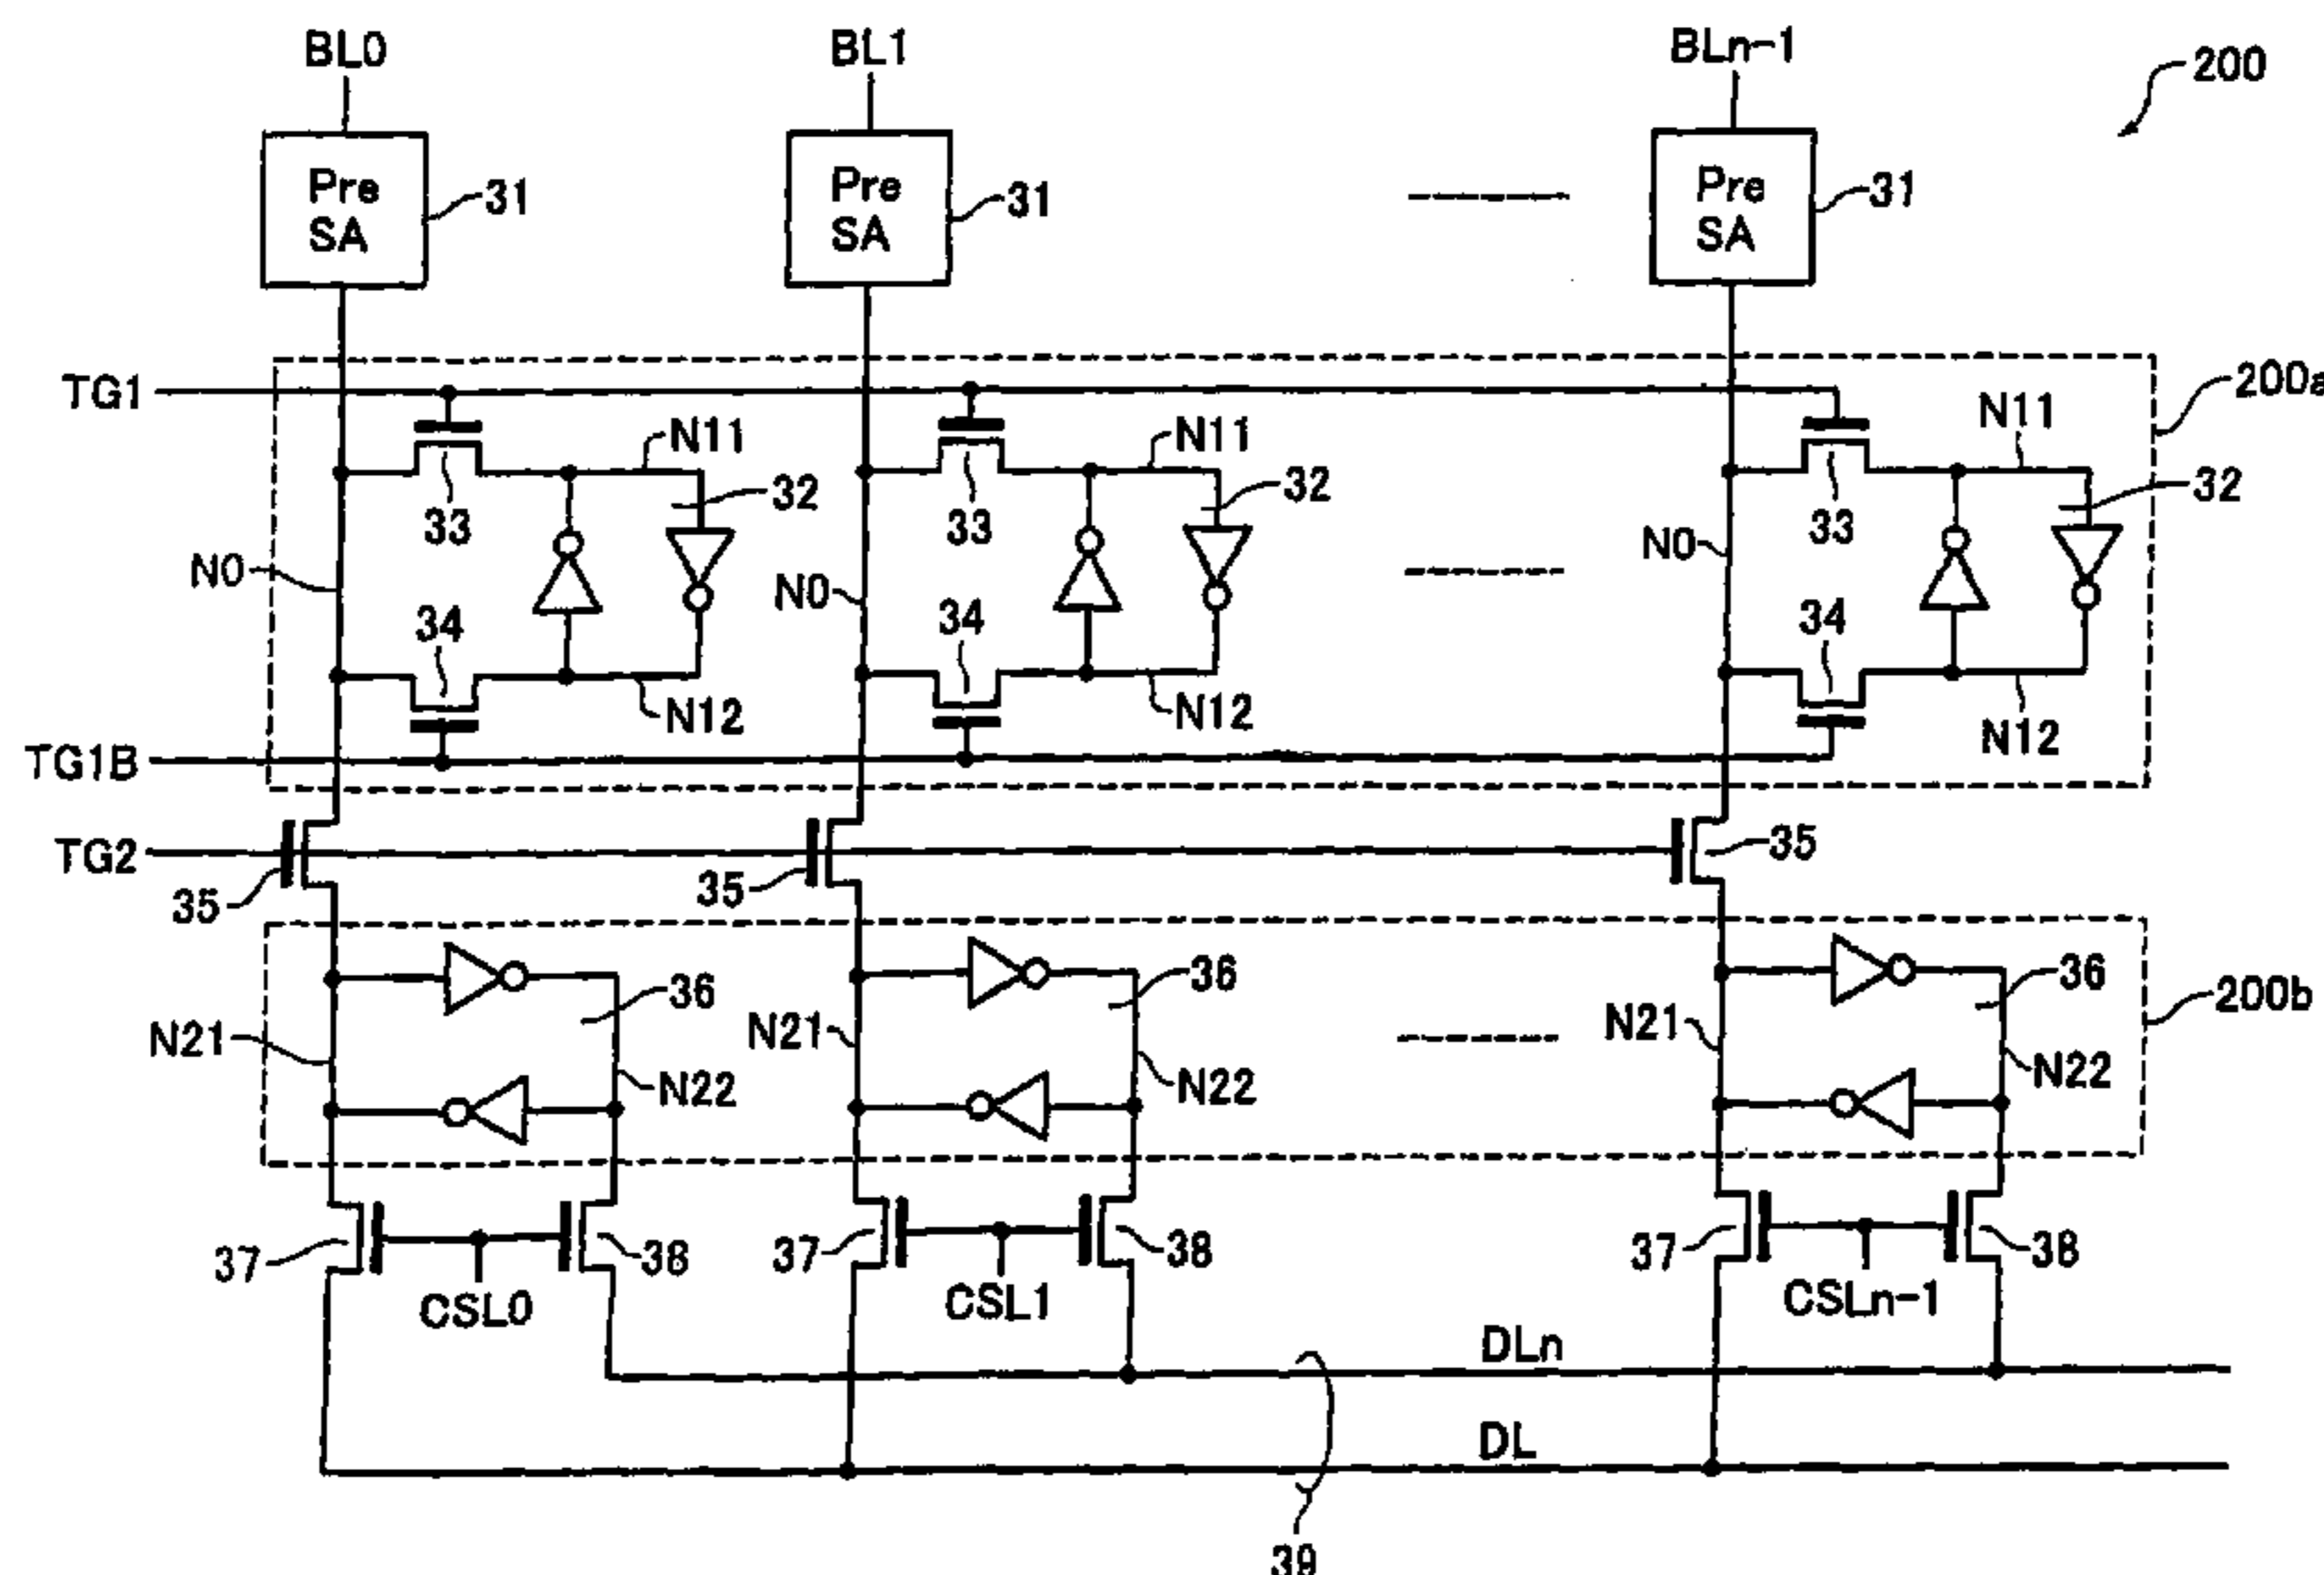 BL0 BL1 BLn-1 200
Pre SA 31 Pre SA 31 Pre SA 31
TG1 200a
N11 N11 N11
32 32 32
33 33 33
N0 N0 N0
34 34 34
N12 N12 N12
TG1B
TG2 35 35 35
36 36 36
200b
N21 N21 N21
N22 N22 N22
37 38 37 38 37 38
CSL0 CSL1 CSLn-1
DLn
DL
39